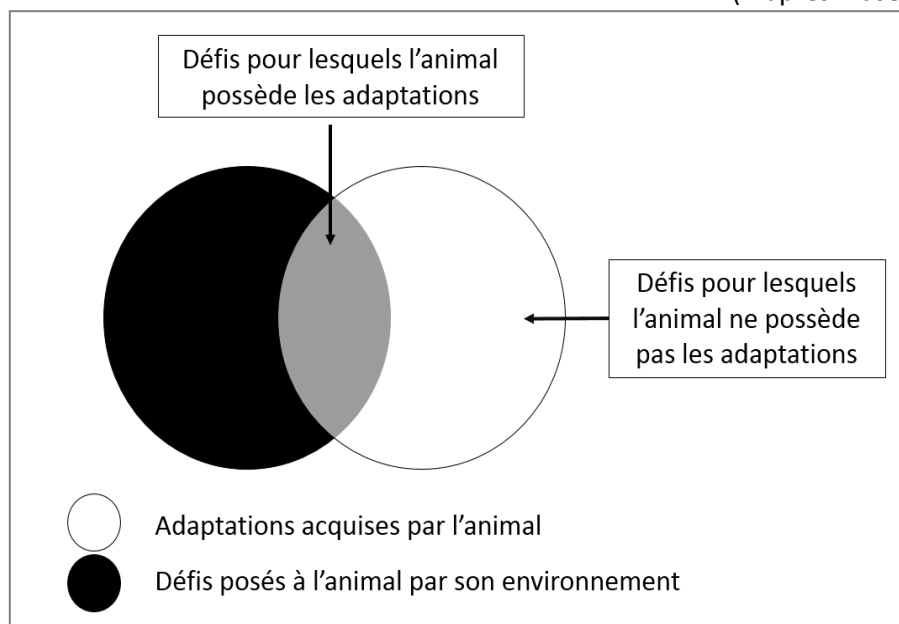 Défis pour lesquels l’animal
possède les adaptations
Défis pour lesquels
l’animal ne possède
pas les adaptations
Adaptations acquises par l’animal
Défis posés à l’animal par son environnement